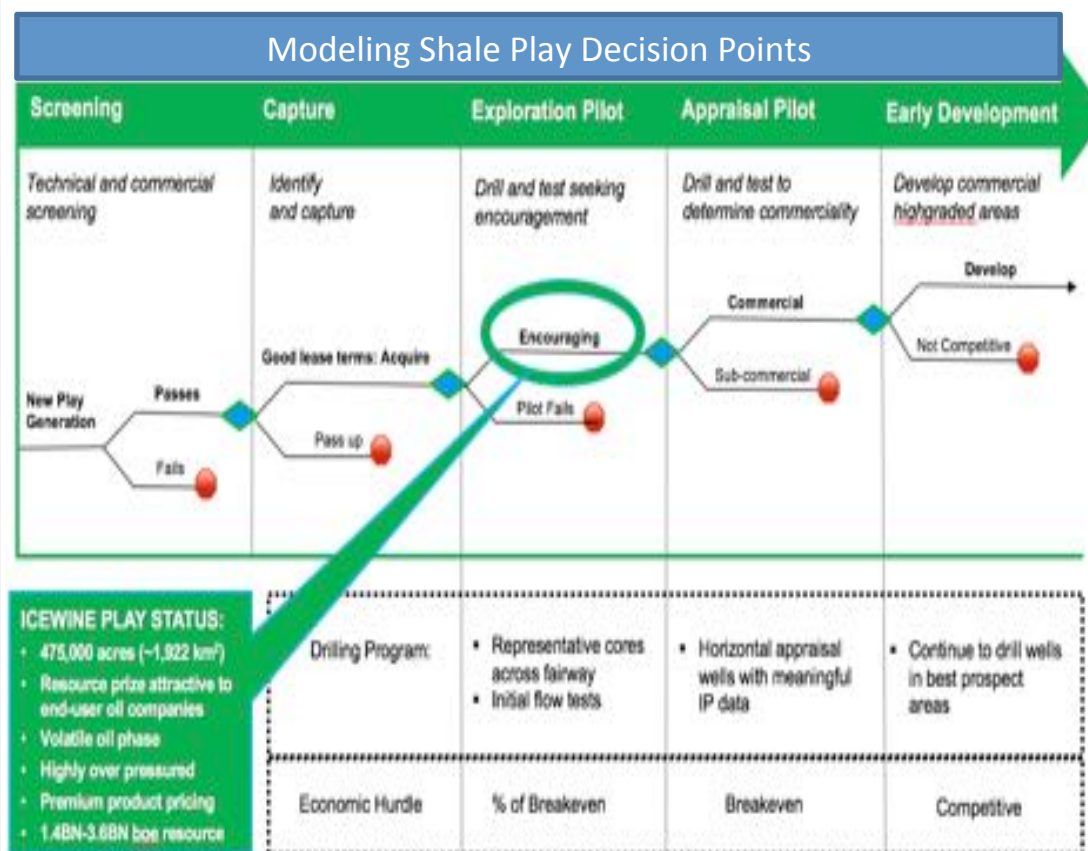 Modeling Shale Play Decision Points
Screening
Capture
Exploration Pilot
Appraisal Pilot
Early Development
Technical and commercial
screening
Identify
and capture
Drill and test seeking
encouragement
Drill and test to
determine commerciality
Develop commercial
highgraded areas
New Play
Generation
Passes
Fails
Good lease terms: Acquire
Pass up
Encouraging
Pilot Fails
Commercial
Sub-commercial
Develop
Not Competitive
ICEWINE PLAY STATUS:
• 475,000 acres (~1,922 km²)
• Resource prize attractive to
end-user oil companies
• Volatile oil phase
• Highly over pressured
• Premium product pricing
• 1.4BN-3.6BN boe resource
Drilling Program:
▪ Representative cores
across fairway
▪ Initial flow tests
▪ Horizontal appraisal
wells with meaningful
IP data
▪ Continue to drill wells
in best prospect
areas
Economic Hurdle
% of Breakeven
Breakeven
Competitive